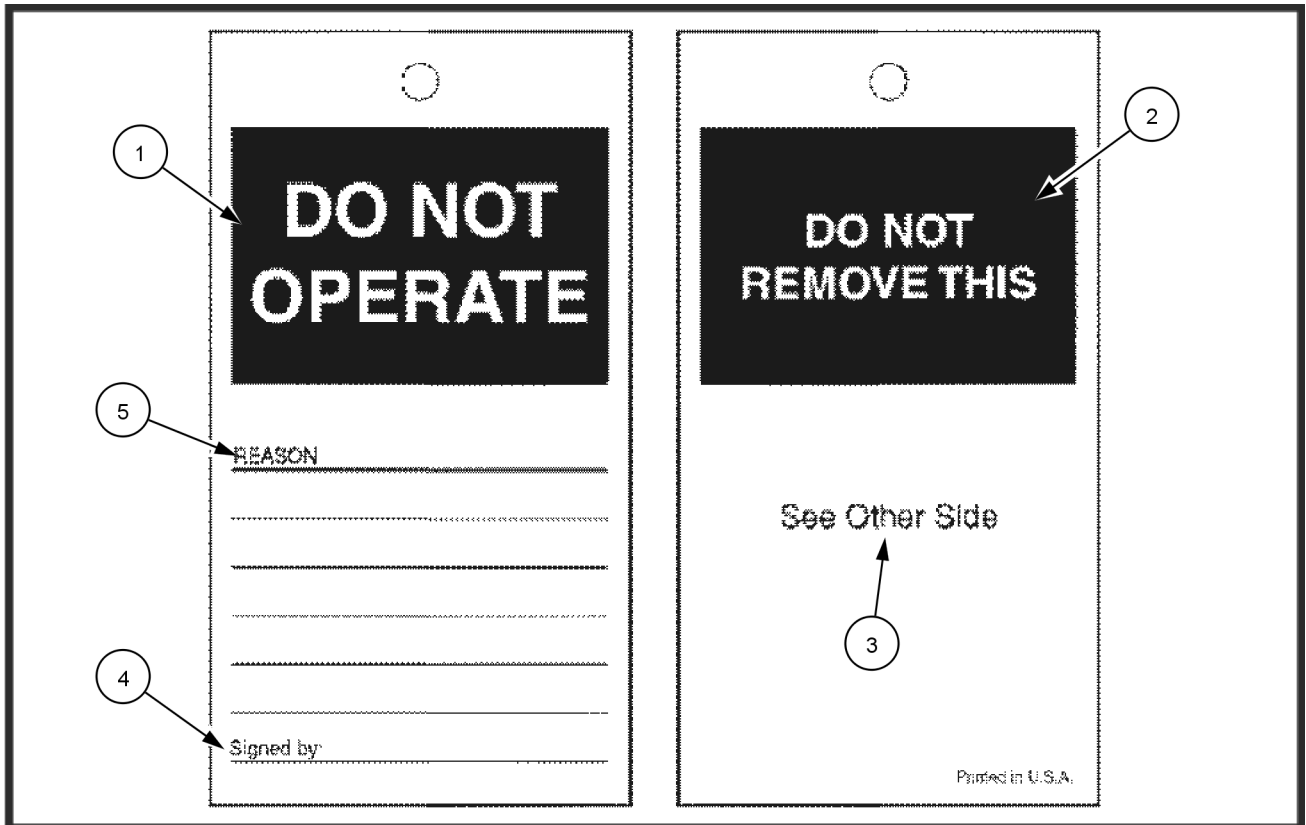 1
DO NOT
OPERATE
5
REASON
4
Signed by:
2
DO NOT
REMOVE THIS
See Other Side
3
Printed in U.S.A.